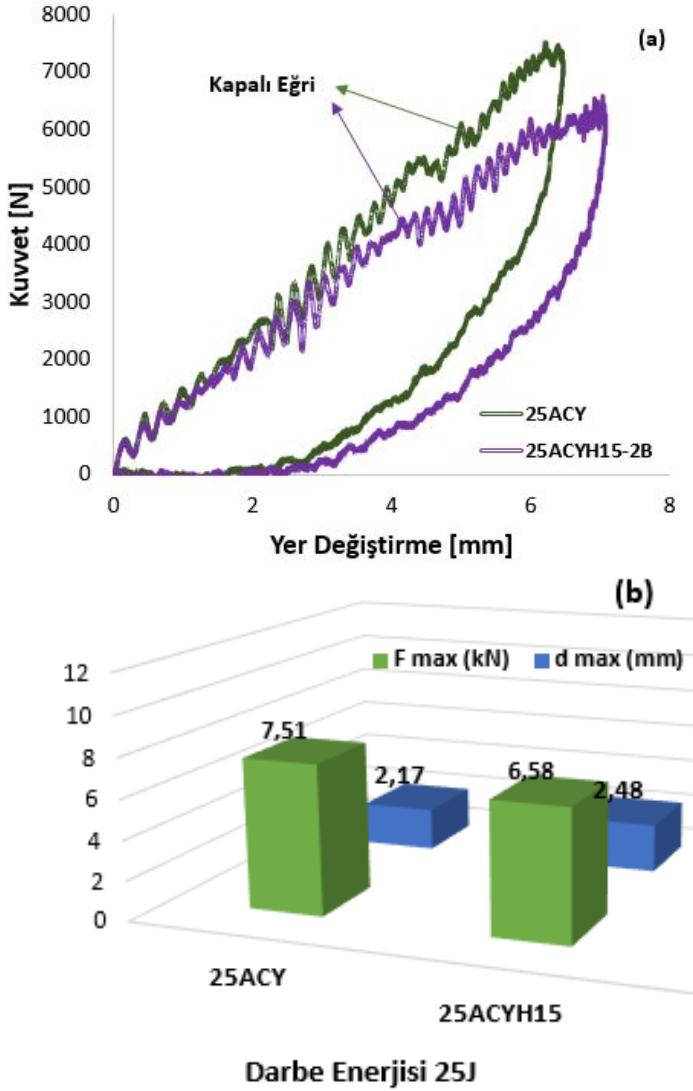 (a)
8000
7000
6000
5000
4000
3000
2000
1000
0
Kuvvet [N]
Kapalı Eğri
25ACY
25ACYH15-2B
0 2 4 6 8
Yer Değiştirme [mm]
(b)
F max (kN) d max (mm)
12
10
8
6
4
2
0
7,51
2,17
6,58
2,48
25ACY
25ACYH15
Darbe Enerjisi 25J